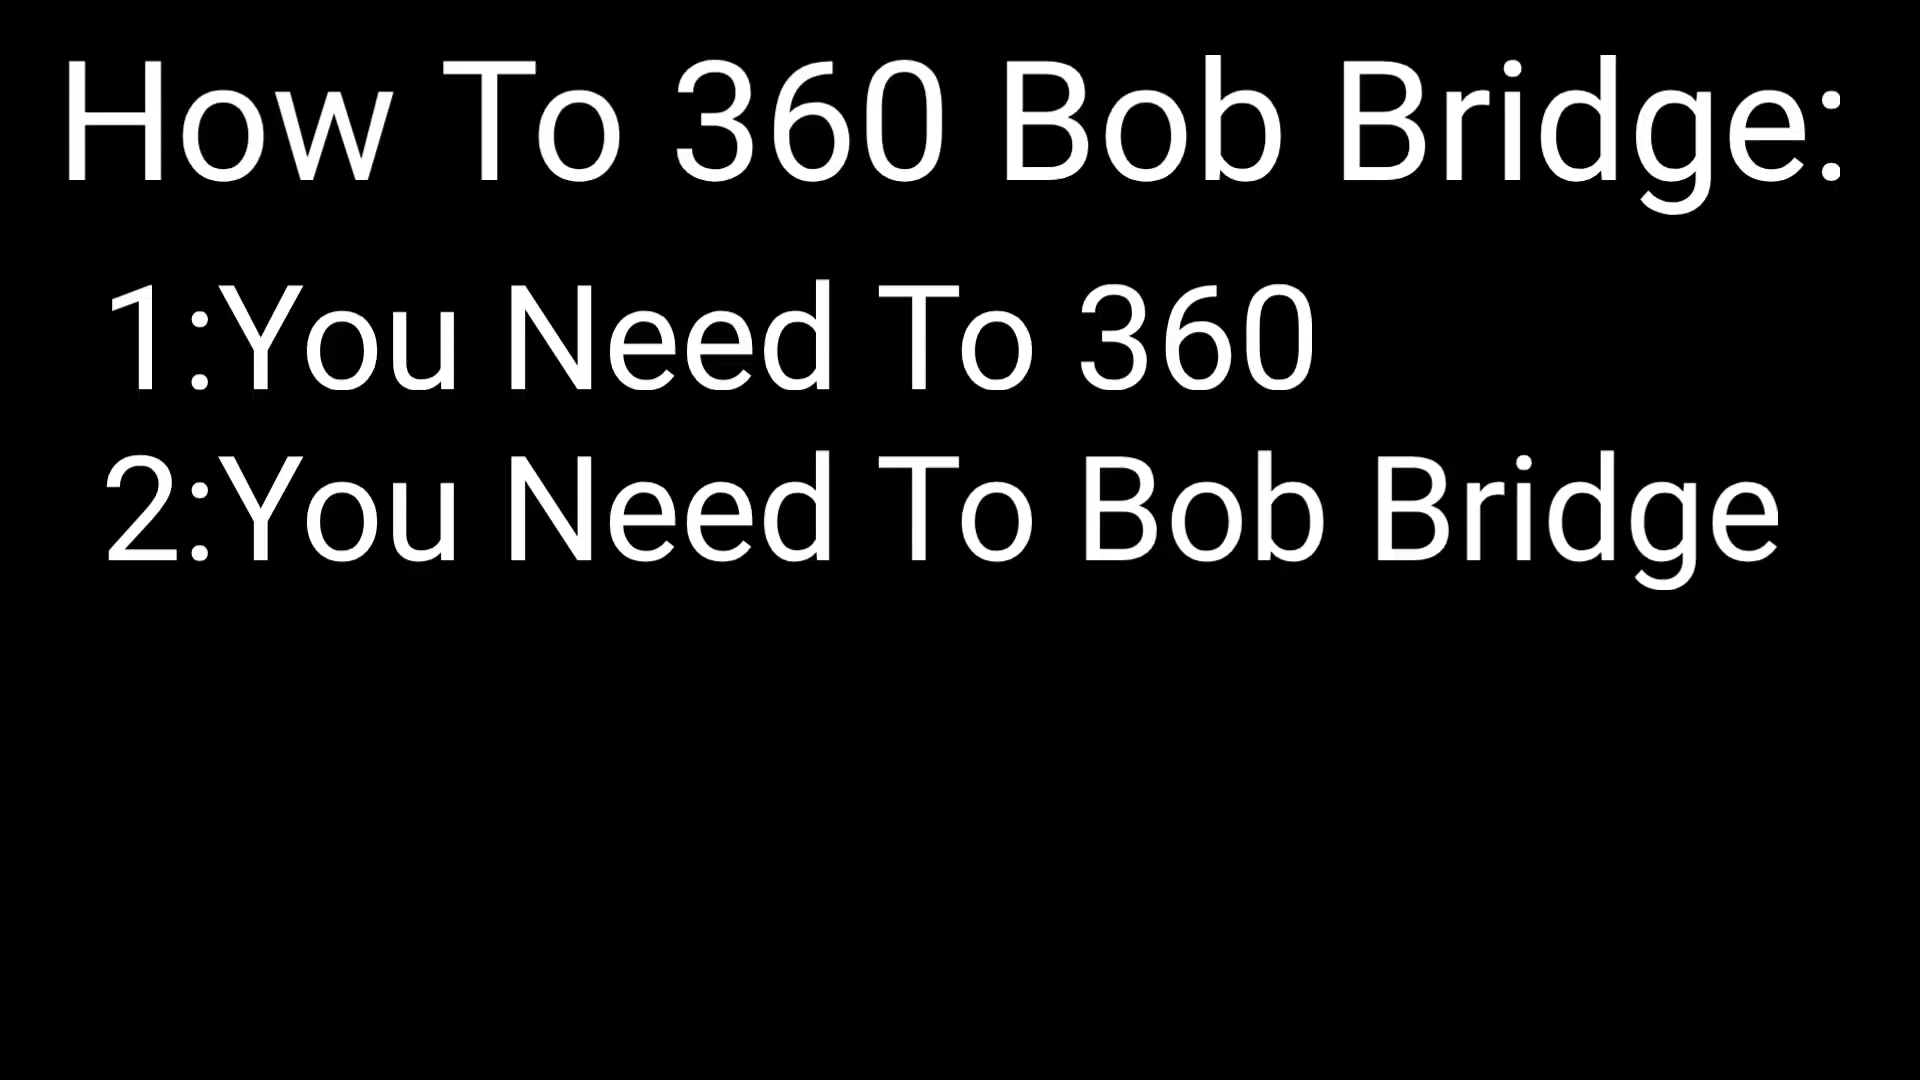 How To 360 Bob Bridge:
1:You Need To 360
2:You Need To Bob Bridge